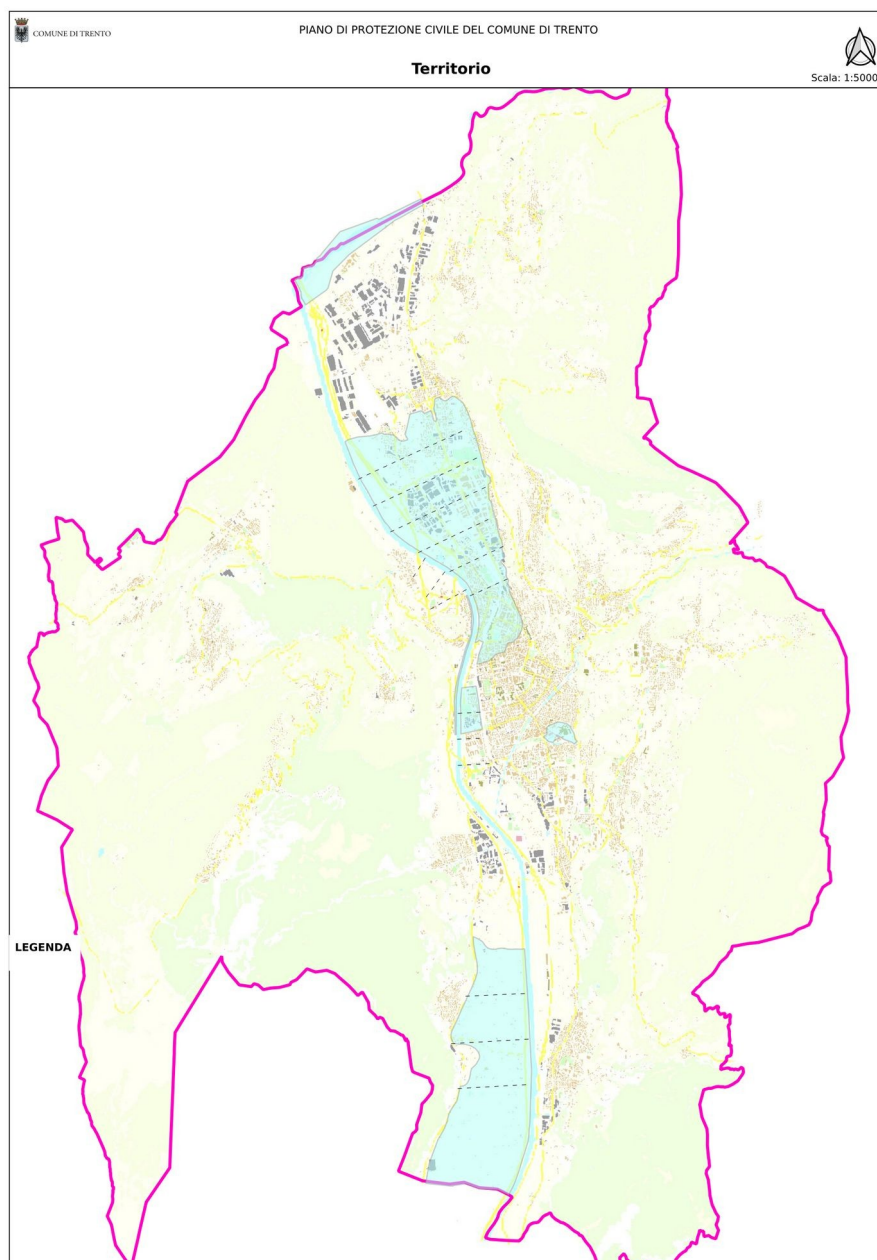 COMUNE DI TRENTO
PIANO DI PROTEZIONE CIVILE DEL COMUNE DI TRENTO
Territorio
Scala: 1:5000
LEGENDA